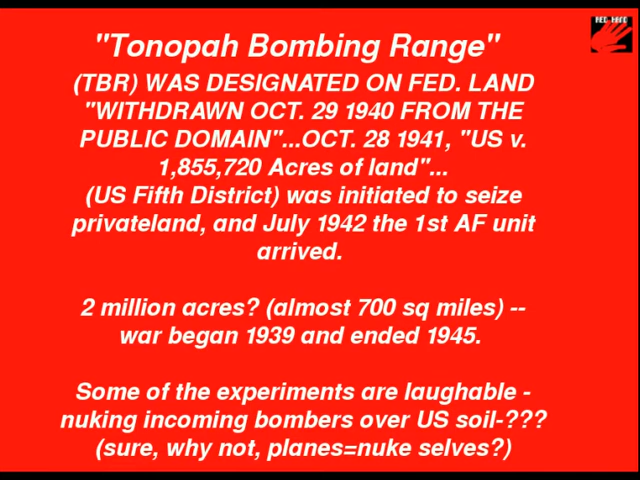 RED HAND
"Tonopah Bombing Range"
(TBR) WAS DESIGNATED ON FED. LAND
"WITHDRAWN OCT. 29 1940 FROM THE
PUBLIC DOMAIN"...OCT. 28 1941, "US v.
1,855,720 Acres of land"...
(US Fifth District) was initiated to seize
privateland, and July 1942 the 1st AF unit
arrived.
2 million acres? (almost 700 sq miles) --
war began 1939 and ended 1945.
Some of the experiments are laughable -
nuking incoming bombers over US soil-???
(sure, why not, planes=nuke selves?)